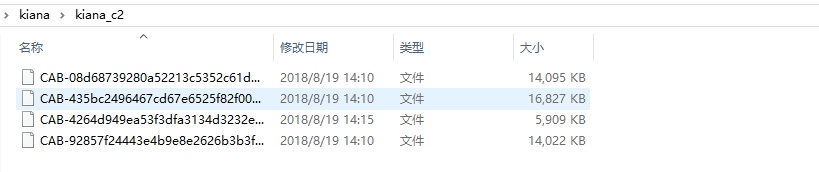 kiana > kiana_c2
名称 修改日期 类型 大小
CAB-08d68739280a52213c5352c61d... 2018/8/19 14:10 文件 14,095 KB
CAB-435bc2496467cd67e6525f82f00... 2018/8/19 14:10 文件 16,827 KB
CAB-4264d949ea53f3dfa3134d3232e... 2018/8/19 14:15 文件 5,909 KB
CAB-92857f24443e4b9e8e2626b3b3f... 2018/8/19 14:10 文件 14,022 KB